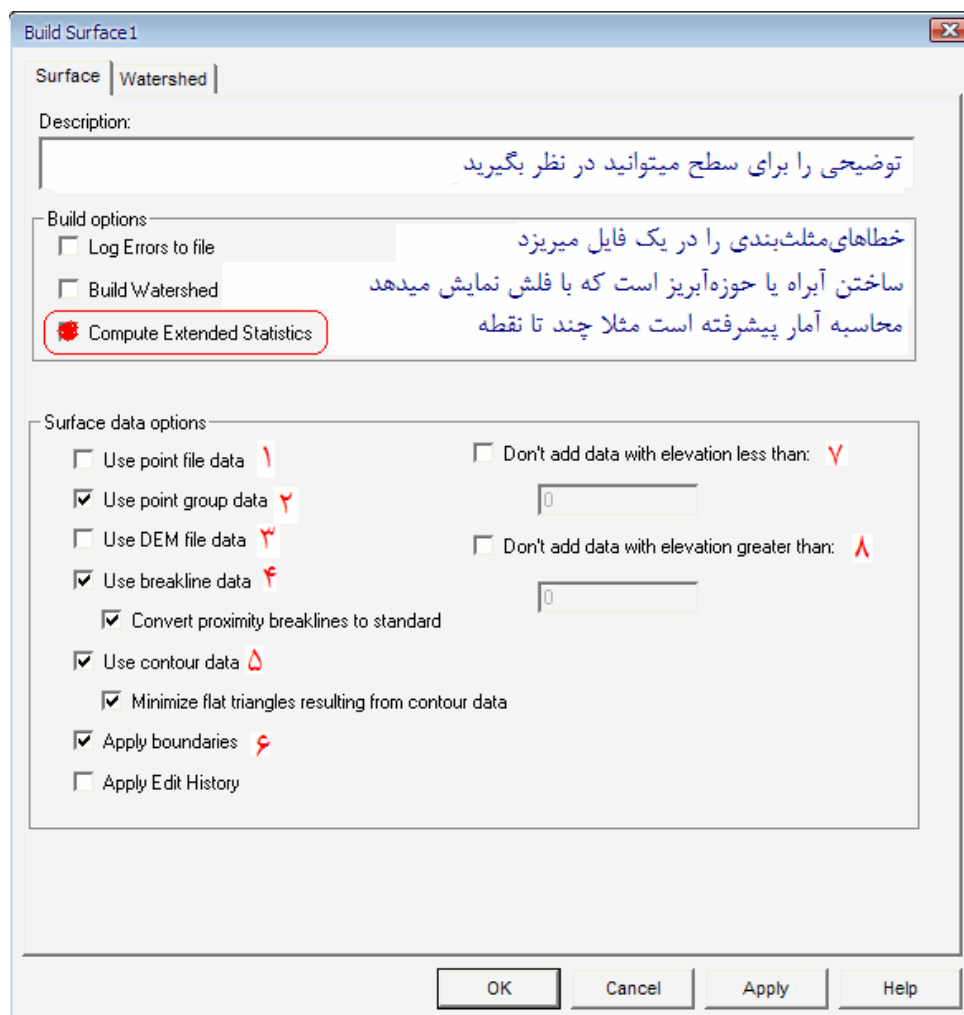 Build Surface1
Surface Watershed
Description:
توضیحی را برای سطح میتوانید در نظر بگیرید
Build options
Log Errors to file خطاهای‌مثلث‌بندی را در یک فایل میریزد
Build Watershed ساختن آبراه یا حوزه‌آبریز است که با فلش نمایش میدهد
Compute Extended Statistics محاسبه آمار پیشرفته است مثلا چند تا نقطه
Surface data options
Use point file data ۱
Use point group data ۲
Use DEM file data ۳
Use breakline data ۴
Convert proximity breaklines to standard
Use contour data ۵
Minimize flat triangles resulting from contour data
Apply boundaries ۶
Apply Edit History
Don't add data with elevation less than: ۷
0
Don't add data with elevation greater than: ۸
0
OK Cancel Apply Help